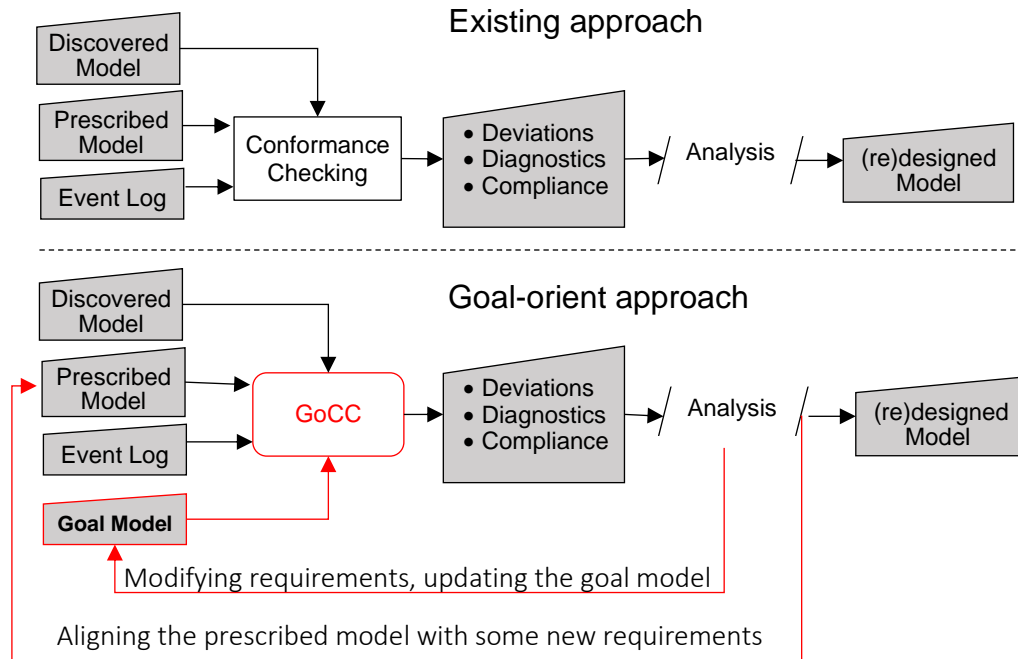 Existing approach
Discovered
Model
Prescribed
Model
Event Log
Conformance
Checking
• Deviations
• Diagnostics
• Compliance
Analysis
(re)designed
Model
Goal-orient approach
Discovered
Model
Prescribed
Model
Event Log
Goal Model
GoCC
• Deviations
• Diagnostics
• Compliance
Analysis
(re)designed
Model
Modifying requirements, updating the goal model
Aligning the prescribed model with some new requirements